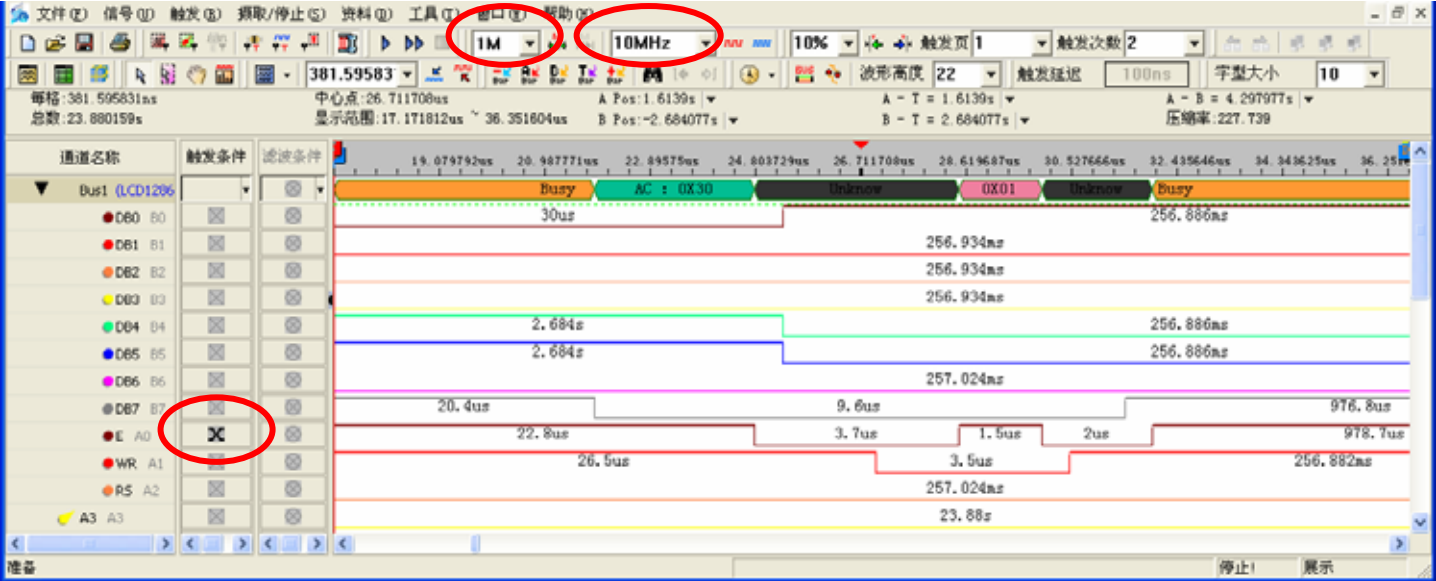 文件(F) 信号(U) 触发(B) 撷取/停止(S) 资料(D) 工具(T) 窗口(W) 帮助(H)
1M 10MHz 10% 触发页 1 触发次数 2
381.59583 波形高度 22 触发延迟 100ns 字型大小 10
每格:381.595831ns 中心点:26.711708us A Pos:1.6139s A - T = 1.6139s A - B = 4.297977s
总数:23.880159s 显示范围:17.171812us ~ 36.351604us B Pos:-2.684077s B - T = 2.684077s 压缩率:227.739
通道名称 触发条件 滤波条件 19.079792us 20.987771us 22.89575us 24.803729us 26.711708us 28.619687us 30.527666us 32.435646us 34.343625us 36.251
Bus1 (LCD1286 Busy AC : 0X30 Unknow 0X01 Unknow Busy
DB0 B0 30us 256.886ms
DB1 B1 256.934ms
DB2 B2 256.934ms
DB3 B3 256.934ms
DB4 B4 2.684s 256.886ms
DB5 B5 2.684s 256.886ms
DB6 B6 257.024ms
DB7 B7 20.4us 9.6us 976.8us
E A0 22.8us 3.7us 1.5us 2us 978.7us
WR A1 26.5us 3.5us 256.882ms
RS A2 257.024ms
A3 A3 23.88s
准备 停止! 展示